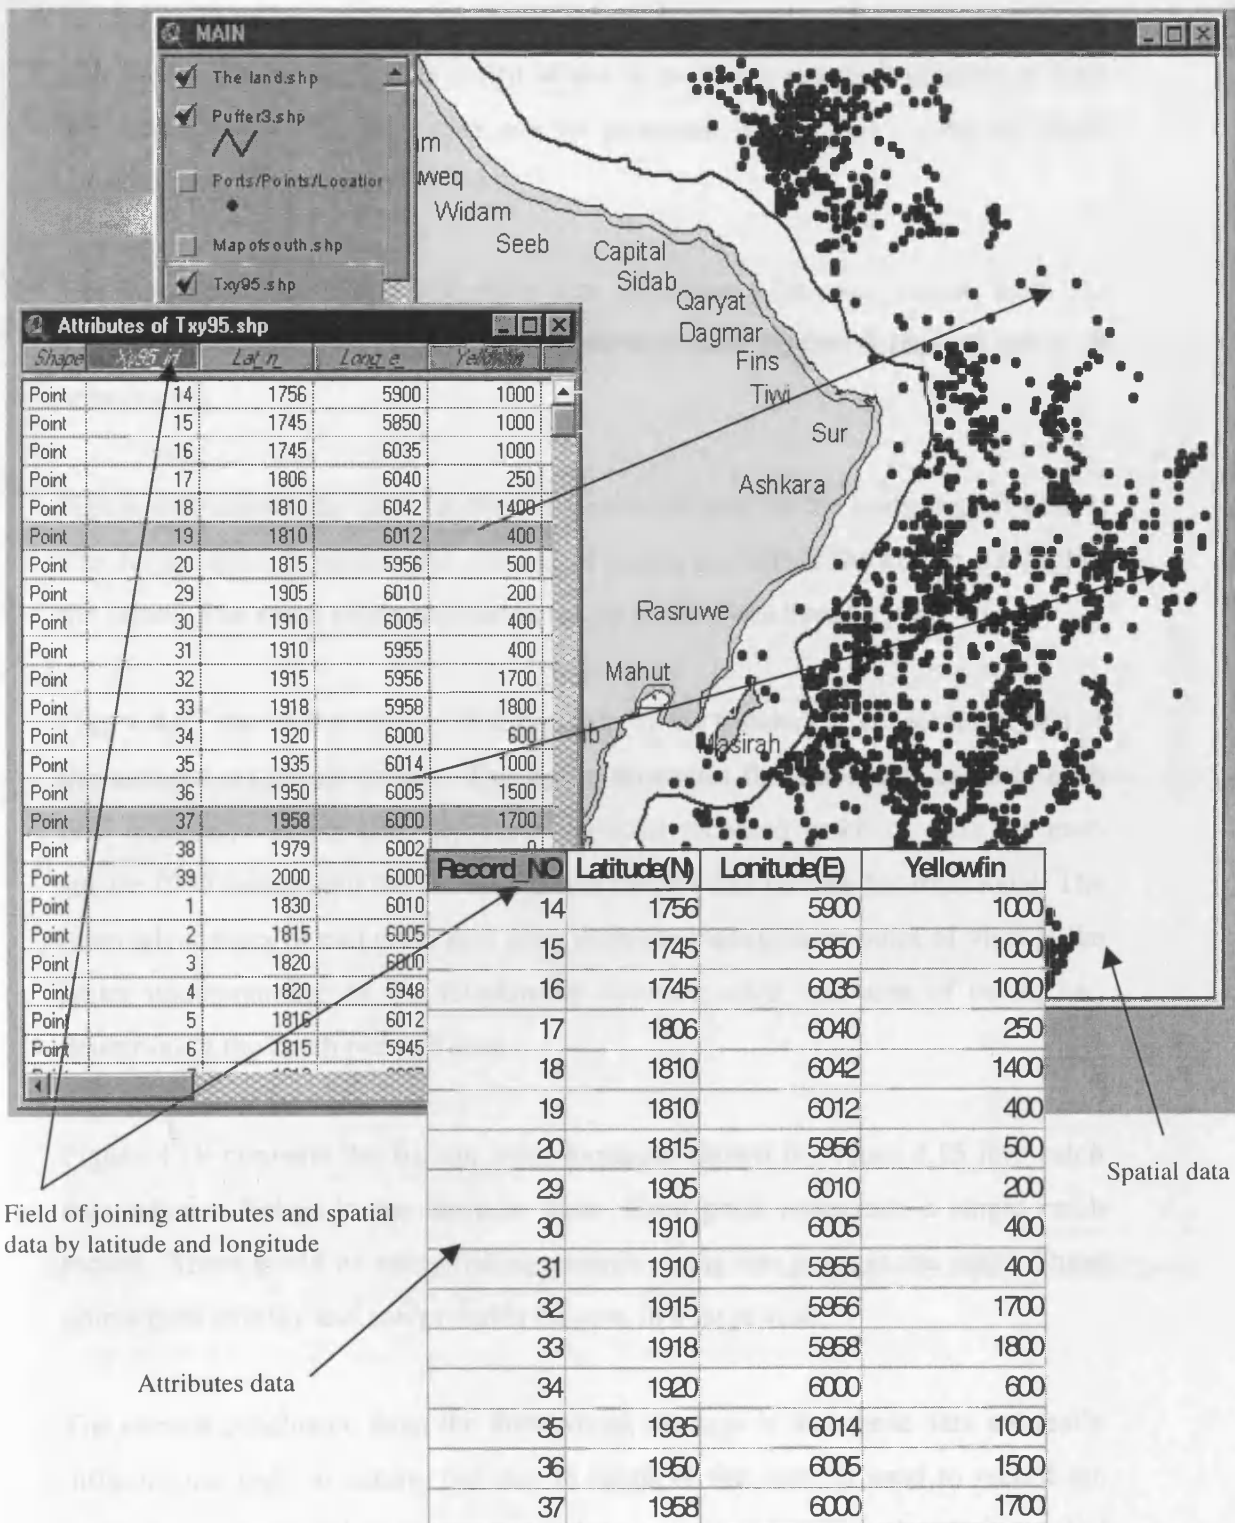 MAIN
The land.shp
Puffer3.shp
Ports/Points/Location
Mapofsouth.shp
Txy95.shp
weq
Widam
Seeb
Capital
Sidab
Qaryat
Dagmar
Fins
Tiwi
Sur
Ashkara
Rasruwe
Mahut
Masirah
Attributes of Txy95.shp
Shape Xy95_id Lat_n_ Long_e_ Yellowfin
Point 14 1756 5900 1000
Point 15 1745 5850 1000
Point 16 1745 6035 1000
Point 17 1806 6040 250
Point 18 1810 6042 1400
Point 19 1810 6012 400
Point 20 1815 5956 500
Point 29 1905 6010 200
Point 30 1910 6005 400
Point 31 1910 5955 400
Point 32 1915 5956 1700
Point 33 1918 5958 1800
Point 34 1920 6000 600
Point 35 1935 6014 1000
Point 36 1950 6005 1500
Point 37 1958 6000 1700
Point 38 1979 6002 0
Point 39 2000 6000
Point 1 1830 6010
Point 2 1815 6005
Point 3 1820 6000
Point 4 1820 5948
Point 5 1816 6012
Point 6 1815 5945
Record_NO Latitude(N) Lonitude(E) Yellowfin
14 1756 5900 1000
15 1745 5850 1000
16 1745 6035 1000
17 1806 6040 250
18 1810 6042 1400
19 1810 6012 400
20 1815 5956 500
29 1905 6010 200
30 1910 6005 400
31 1910 5955 400
32 1915 5956 1700
33 1918 5958 1800
34 1920 6000 600
35 1935 6014 1000
36 1950 6005 1500
37 1958 6000 1700
Spatial data
Field of joining attributes and spatial
data by latitude and longitude
Attributes data